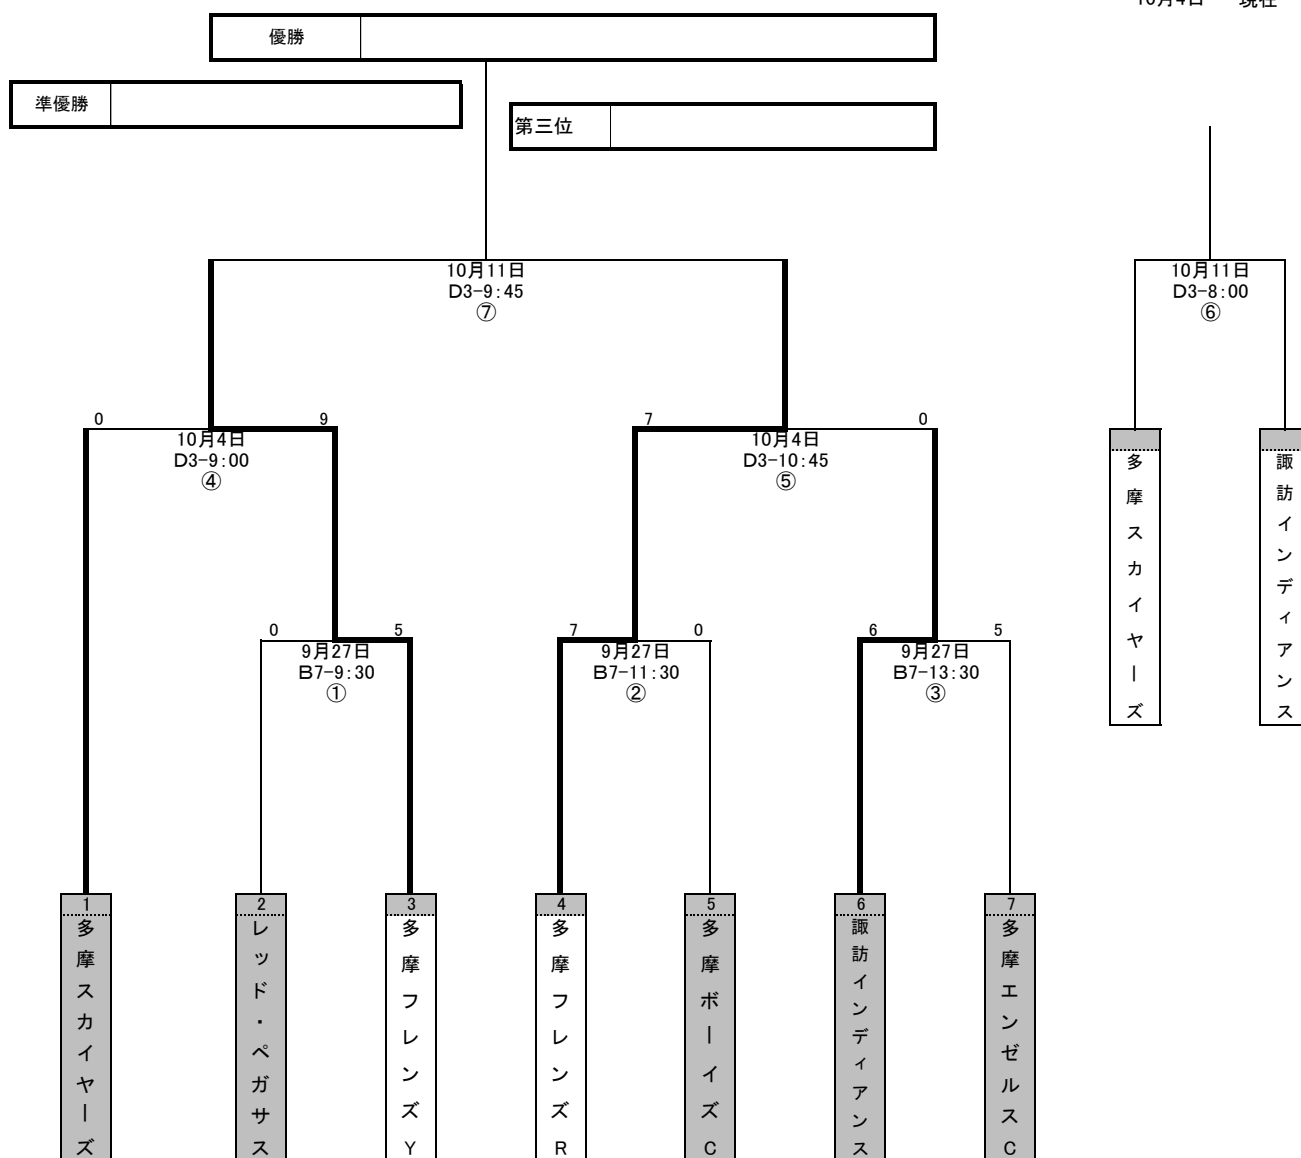 10月4日 現在
優勝
準優勝
第三位
10月11日
D3-9:45
⑦
10月11日
D3-8:00
⑥
0 9
10月4日
D3-9:00
④
7 0
10月4日
D3-10:45
⑤
多摩スカイヤーズ
諏訪インディアンス
0 5
9月27日
B7-9:30
①
7 0
9月27日
B7-11:30
②
6 5
9月27日
B7-13:30
③
1
多摩スカイヤーズ
2
レッド・ペガサス
3
多摩フレンズY
4
多摩フレンズR
5
多摩ボーイズC
6
諏訪インディアンス
7
多摩エンゼルスC